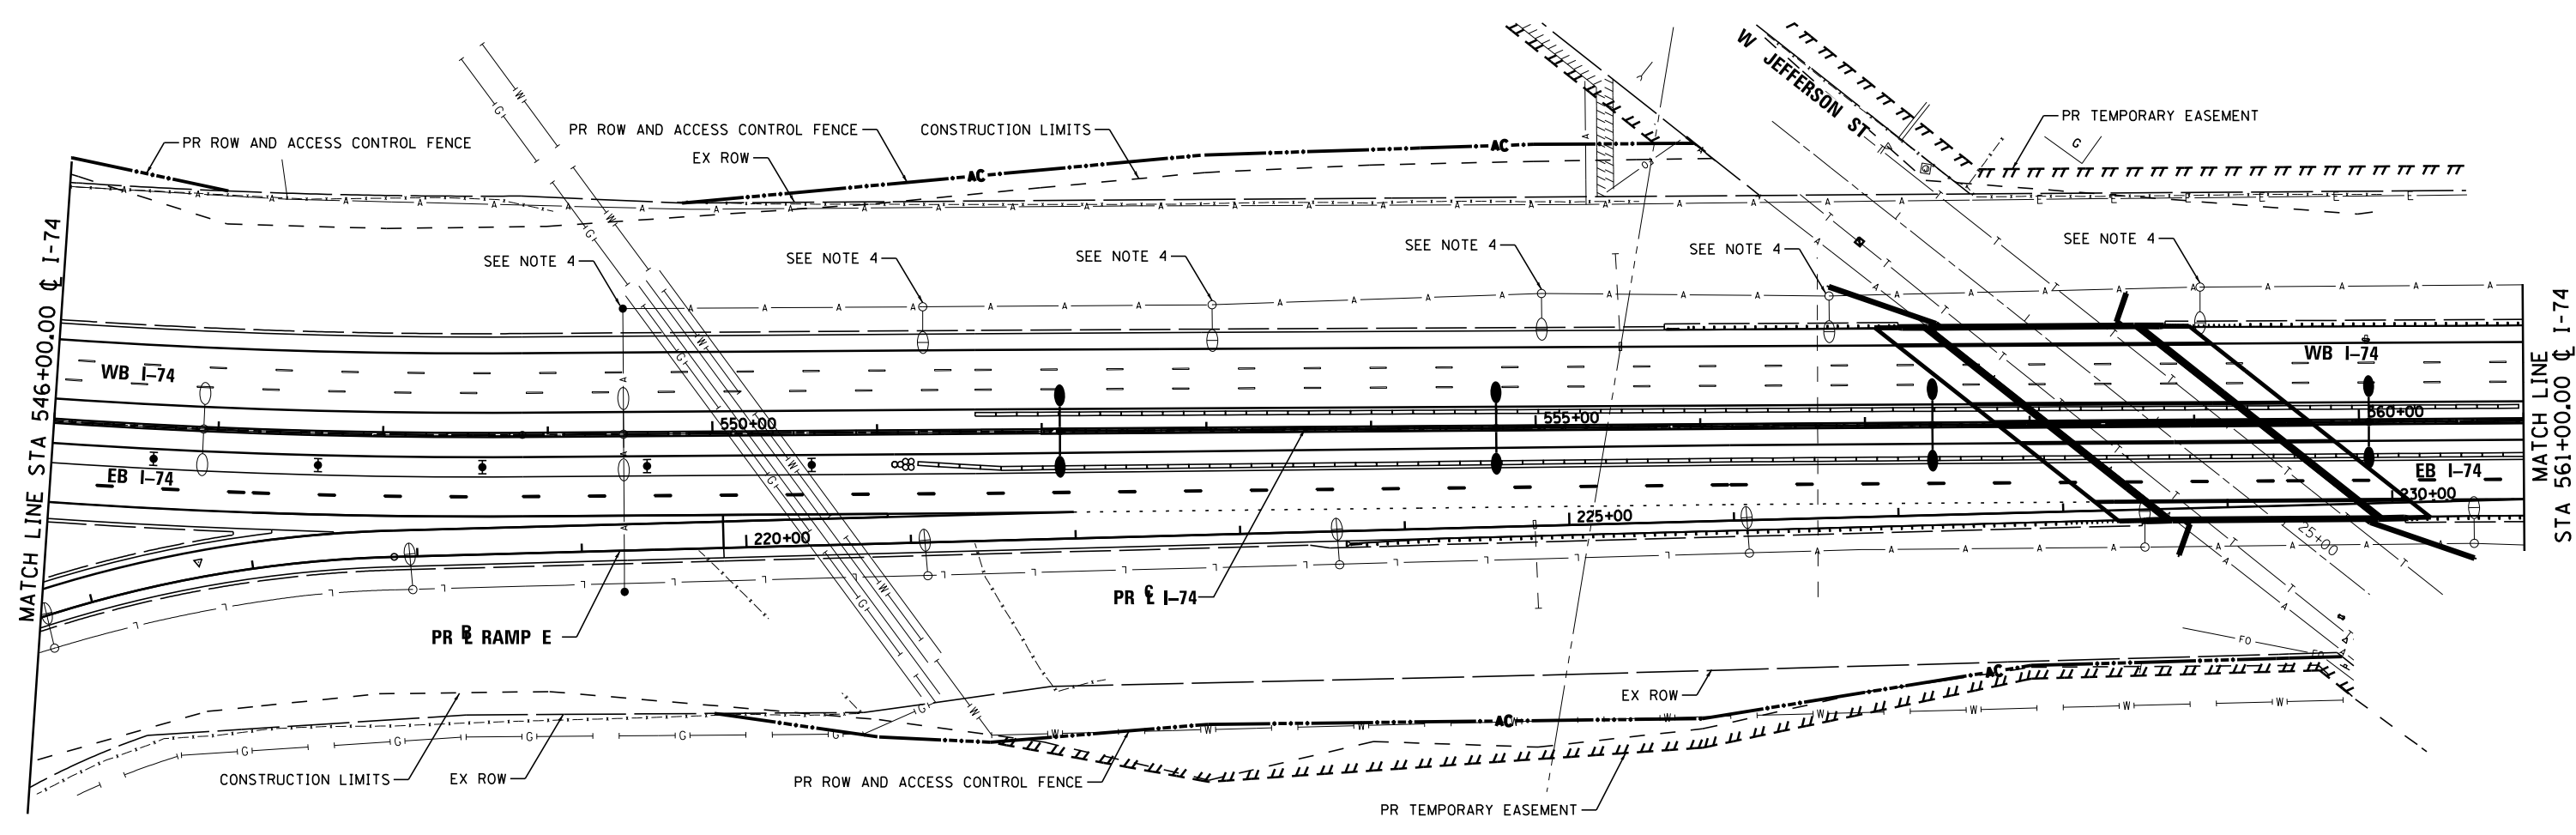 W JEFFERSON ST
PR TEMPORARY EASEMENT
PR ROW AND ACCESS CONTROL FENCE
PR ROW AND ACCESS CONTROL FENCE
CONSTRUCTION LIMITS
EX ROW
AC
AC
SEE NOTE 4
SEE NOTE 4
SEE NOTE 4
SEE NOTE 4
SEE NOTE 4
SEE NOTE 4
MATCH LINE STA 546+00.00 ℄ I-74
WB I-74
WB I-74
550+00
555+00
560+00
EB I-74
EB I-74
230+00
225+00
220+00
25+00
MATCH LINE
STA 561+00.00 ℄ I-74
PR ℄ I-74
PR BL RAMP E
FO
EX ROW
AC
AC
CONSTRUCTION LIMITS
EX ROW
PR ROW AND ACCESS CONTROL FENCE
PR TEMPORARY EASEMENT